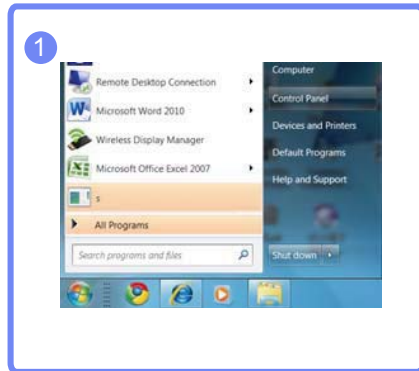 1
Remote Desktop Connection
Microsoft Word 2010
Wireless Display Manager
Microsoft Office Excel 2007
s
All Programs
Search programs and files
Computer
Control Panel
Devices and Printers
Default Programs
Help and Support
Shut down